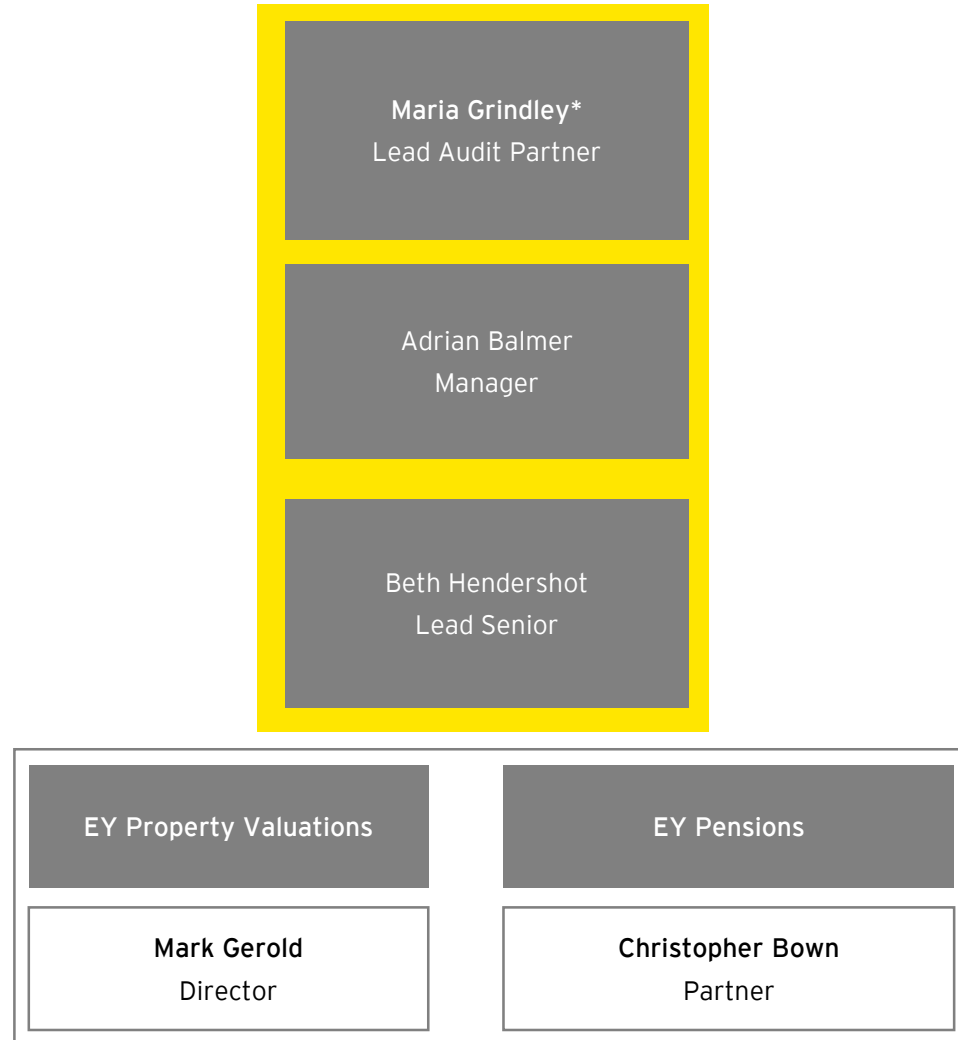 Maria Grindley*
Lead Audit Partner
Adrian Balmer
Manager
Beth Hendershot
Lead Senior
EY Property Valuations
Mark Gerold
Director
EY Pensions
Christopher Bown
Partner